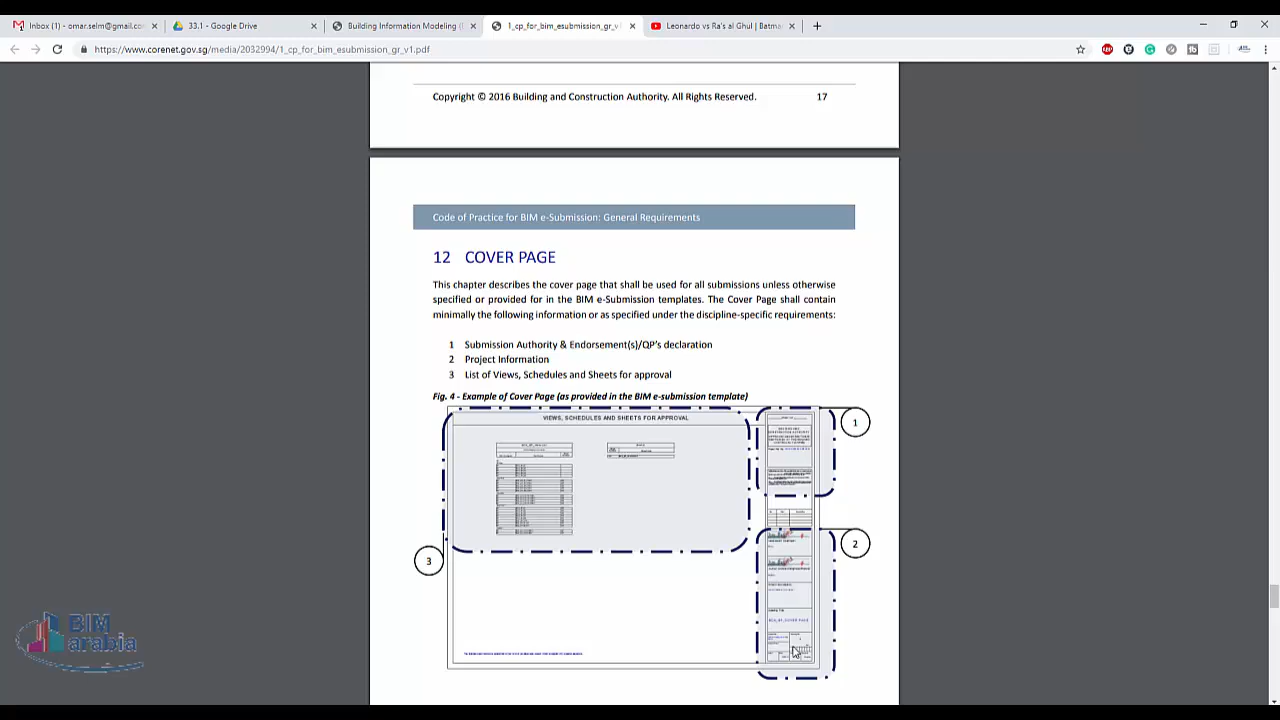 Inbox (1) - omar.selm@gmail.co
33.1 - Google Drive
Building Information Modeling (
1_cp_for_bim_esubmission_gr_v
Leonardo vs Ra's al Ghul | Batma
https://www.corenet.gov.sg/media/2032994/1_cp_for_bim_esubmission_gr_v1.pdf
Copyright © 2016 Building and Construction Authority. All Rights Reserved. 17
Code of Practice for BIM e-Submission: General Requirements
12 COVER PAGE
This chapter describes the cover page that shall be used for all submissions unless otherwise
specified or provided for in the BIM e-Submission templates. The Cover Page shall contain
minimally the following information or as specified under the discipline-specific requirements:
1 Submission Authority & Endorsement(s)/QP's declaration
2 Project Information
3 List of Views, Schedules and Sheets for approval
Fig. 4 - Example of Cover Page (as provided in the BIM e-submission template)
VIEWS, SCHEDULES AND SHEETS FOR APPROVAL
1
2
3
BIM
arabia